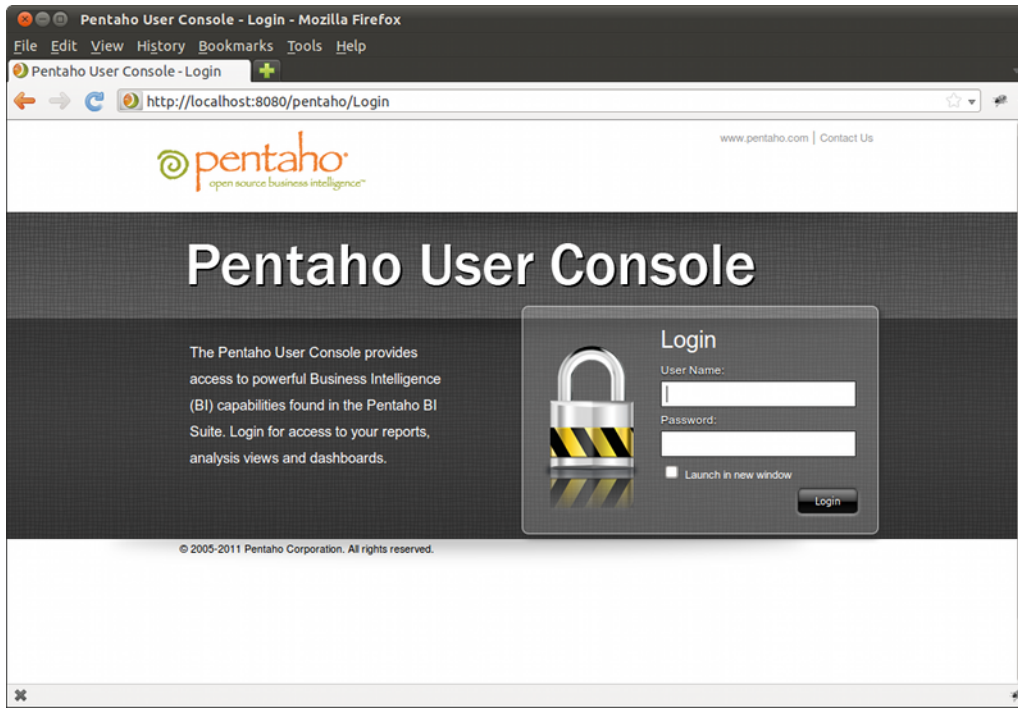 Pentaho User Console - Login - Mozilla Firefox
File Edit View History Bookmarks Tools Help
Pentaho User Console - Login
http://localhost:8080/pentaho/Login
pentaho
open source business intelligence™
www.pentaho.com | Contact Us
Pentaho User Console
The Pentaho User Console provides
access to powerful Business Intelligence
(BI) capabilities found in the Pentaho BI
Suite. Login for access to your reports,
analysis views and dashboards.
Login
User Name:
Password:
Launch in new window
Login
© 2005-2011 Pentaho Corporation. All rights reserved.